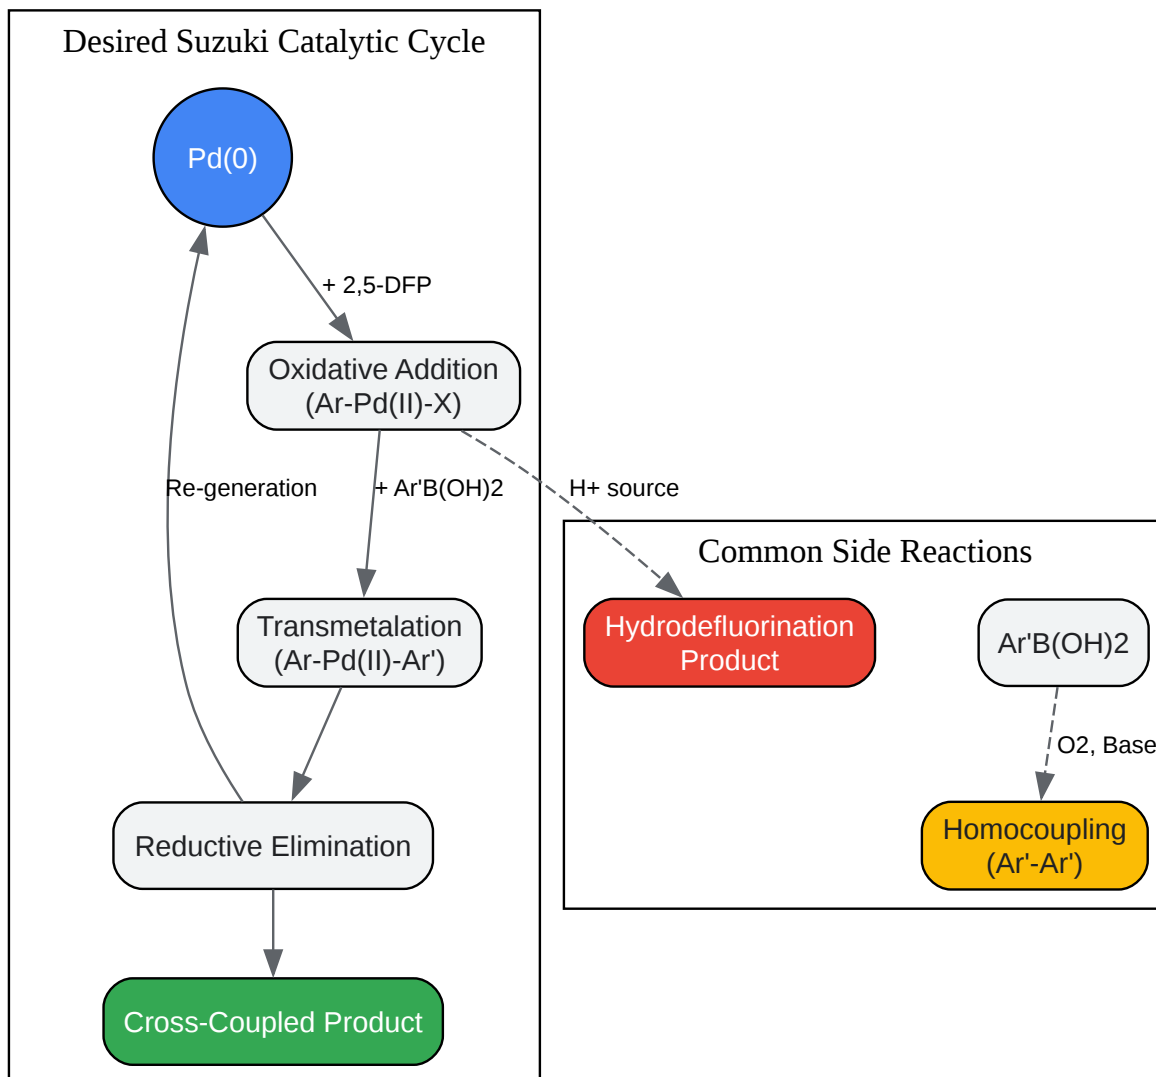 Desired Suzuki Catalytic Cycle
Pd(0)
+ 2,5-DFP
Oxidative Addition
(Ar-Pd(II)-X)
Re-generation
+ Ar'B(OH)2
H+ source
Transmetalation
(Ar-Pd(II)-Ar')
Reductive Elimination
Cross-Coupled Product
Common Side Reactions
Hydrodefluorination
Product
Ar'B(OH)2
O2, Base
Homocoupling
(Ar'-Ar')